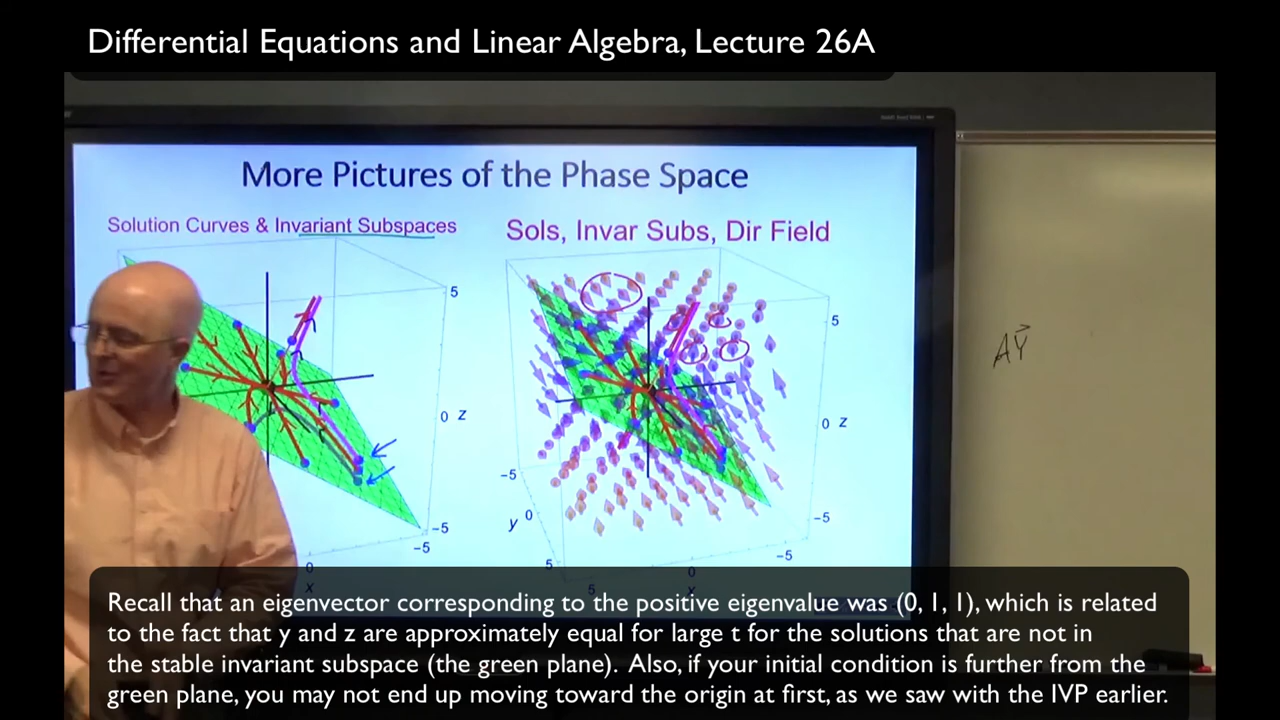 Differential Equations and Linear Algebra, Lecture 26A
More Pictures of the Phase Space
Solution Curves & Invariant Subspaces
Sols, Invar Subs, Dir Field
5
0 z
-5
-5
0
x
5
0 z
-5
-5
y 0
5
5
0
x
-5
AY⃗
Recall that an eigenvector corresponding to the positive eigenvalue was (0, 1, 1), which is related
to the fact that y and z are approximately equal for large t for the solutions that are not in
the stable invariant subspace (the green plane).  Also, if your initial condition is further from the
green plane, you may not end up moving toward the origin at first, as we saw with the IVP earlier.